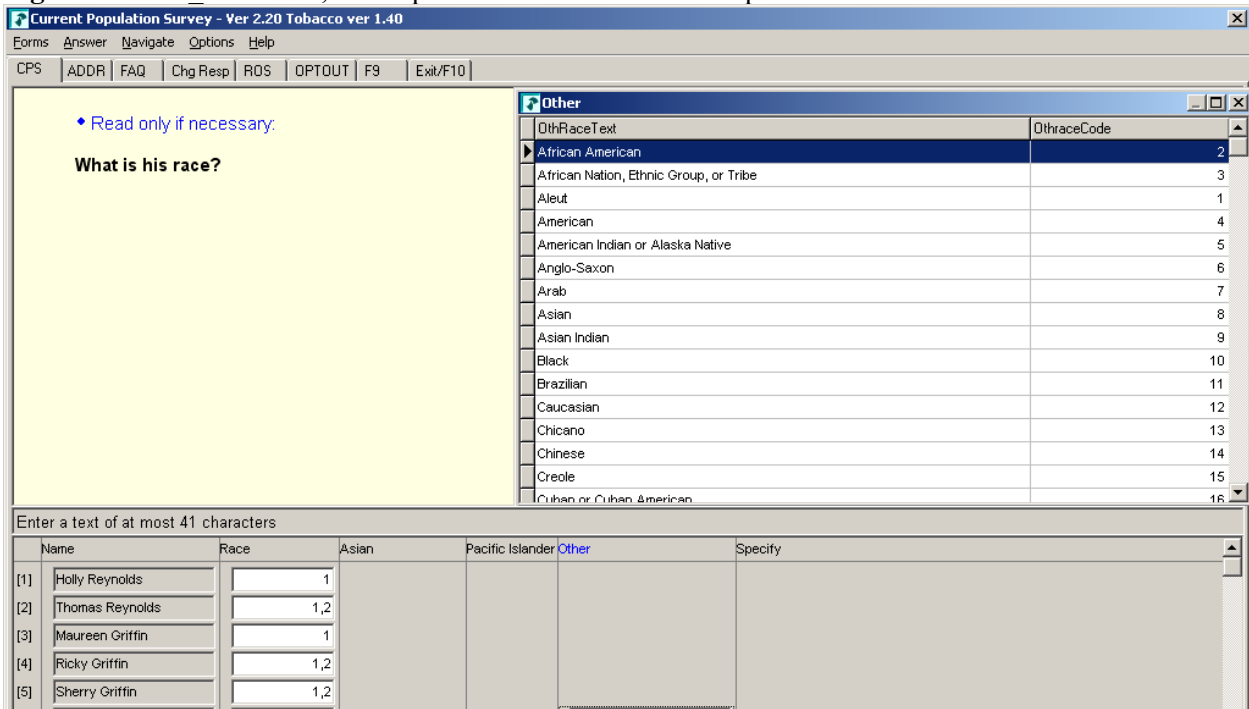 Current Population Survey - Ver 2.20 Tobacco ver 1.40
Forms Answer Navigate Options Help
CPS ADDR FAQ Chg Resp ROS OPTOUT F9 Exit/F10
• Read only if necessary:
What is his race?
Other
OthRaceText OthraceCode
African American 2
African Nation, Ethnic Group, or Tribe 3
Aleut 1
American 4
American Indian or Alaska Native 5
Anglo-Saxon 6
Arab 7
Asian 8
Asian Indian 9
Black 10
Brazilian 11
Caucasian 12
Chicano 13
Chinese 14
Creole 15
Cuban or Cuban American 16
Enter a text of at most 41 characters
Name Race Asian Pacific Islander Other Specify
[1] Holly Reynolds 1
[2] Thomas Reynolds 1,2
[3] Maureen Griffin 1
[4] Ricky Griffin 1,2
[5] Sherry Griffin 1,2